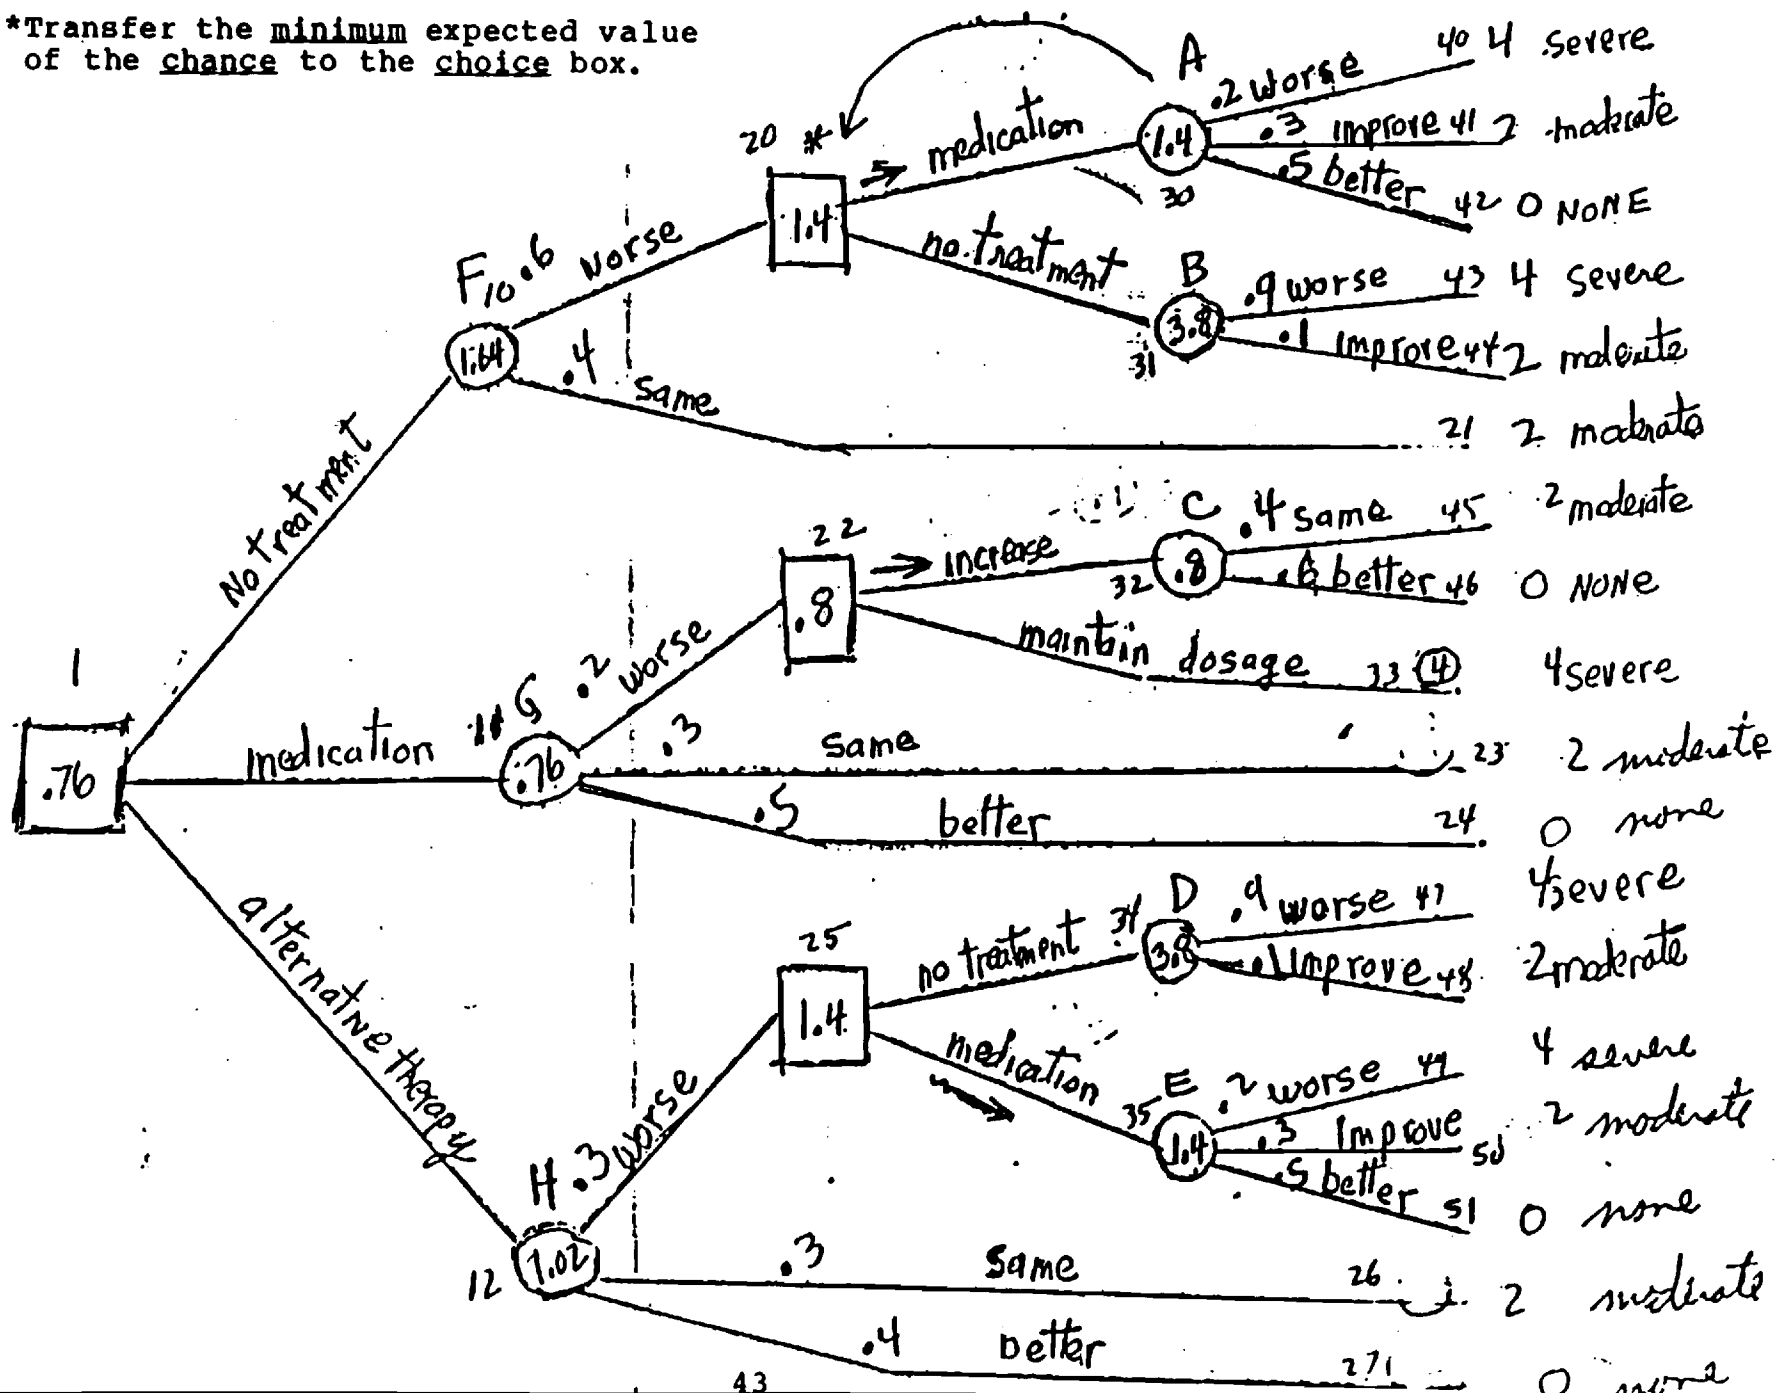 *Transfer the minimum expected value
of the chance to the choice box.
A
.2 worse 40 4 severe
20 * medication 1.4 .3 improve 41 2 moderate
30 .5 better 42 0 NONE
1.4
F 10 .6 worse
no treatment B .9 worse 43 4 severe
3.8
31 .1 improve 44 2 moderate
1.64 .4 same 21 2 moderate
No treatment
22 increase C .4 same 45 2 moderate
32 .8 .6 better 46 0 NONE
.8
maintain dosage 33 4 4 severe
1
.76 medication 11 G .2 worse
.76 .3 same 23 2 moderate
.5 better 24 0 none
alternative therapy
25 no treatment 34 D .9 worse 47 4 severe
3.8 .1 improve 48 2 moderate
1.4
medication 35 E .2 worse 49 4 severe
1.4 .3 improve 50 2 moderate
.5 better 51 0 none
H .3 worse
12 1.02 .3 same 26 2 moderate
.4 better 27 0 none
43